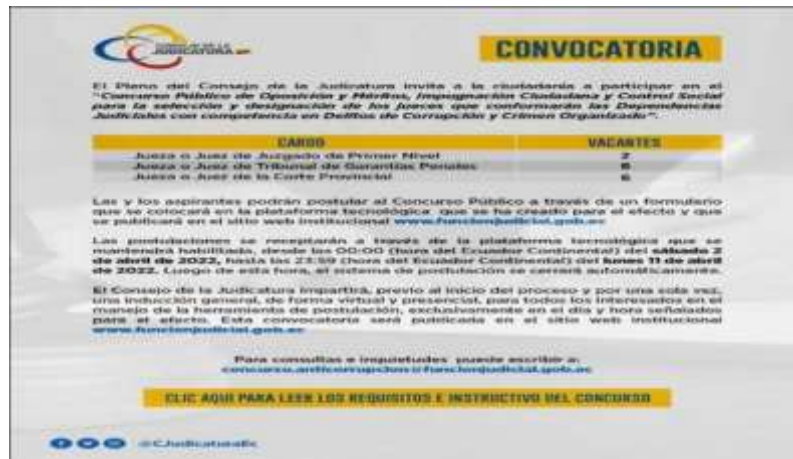 CONSEJO DE LA
JUDICATURA
CONVOCATORIA
El Pleno del Consejo de la Judicatura invita a la ciudadanía a participar en el
"Concurso Público de Oposición y Méritos, Impugnación Ciudadana y Control Social
para la selección y designación de los jueces que conformarán las Dependencias
Judiciales con competencia en Delitos de Corrupción y Crimen Organizado".
CARGO VACANTES
Jueza o Juez de Juzgado de Primer Nivel 2
Jueza o Juez de Tribunal de Garantías Penales 6
Jueza o Juez de la Corte Provincial 6
Las y los aspirantes podrán postular al Concurso Público a través de un formulario
que se colocará en la plataforma tecnológica que se ha creado para el efecto y que
se publicará en el sitio web institucional www.funcionjudicial.gob.ec
Las postulaciones se receptarán a través de la plataforma tecnológica que se
mantendrá habilitada, desde las 00:00 (hora del Ecuador Continental) del sábado 2
de abril de 2022, hasta las 23:59 (hora del Ecuador Continental) del lunes 11 de abril
de 2022. Luego de esta hora, el sistema de postulación se cerrará automáticamente.
El Consejo de la Judicatura impartirá, previo al inicio del proceso y por una sola vez,
una inducción general, de forma virtual y presencial, para todos los interesados en el
manejo de la herramienta de postulación, exclusivamente en el día y hora señalados
para el efecto. Esta convocatoria será publicada en el sitio web institucional
www.funcionjudicial.gob.ec
Para consultas e inquietudes puede escribir a:
concurso.anticorrupcion@funcionjudicial.gob.ec
CLIC AQUÍ PARA LEER LOS REQUISITOS E INSTRUCTIVO DEL CONCURSO
@CJudicaturaEc